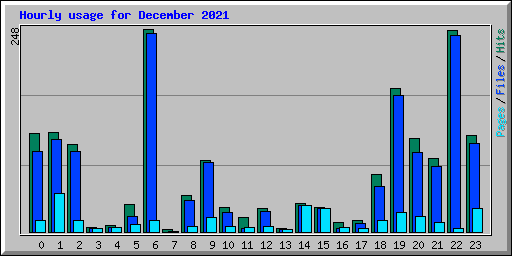 Hourly usage for December 2021
248
Pages / Files / Hits
0 1 2 3 4 5 6 7 8 9 10 11 12 13 14 15 16 17 18 19 20 21 22 23